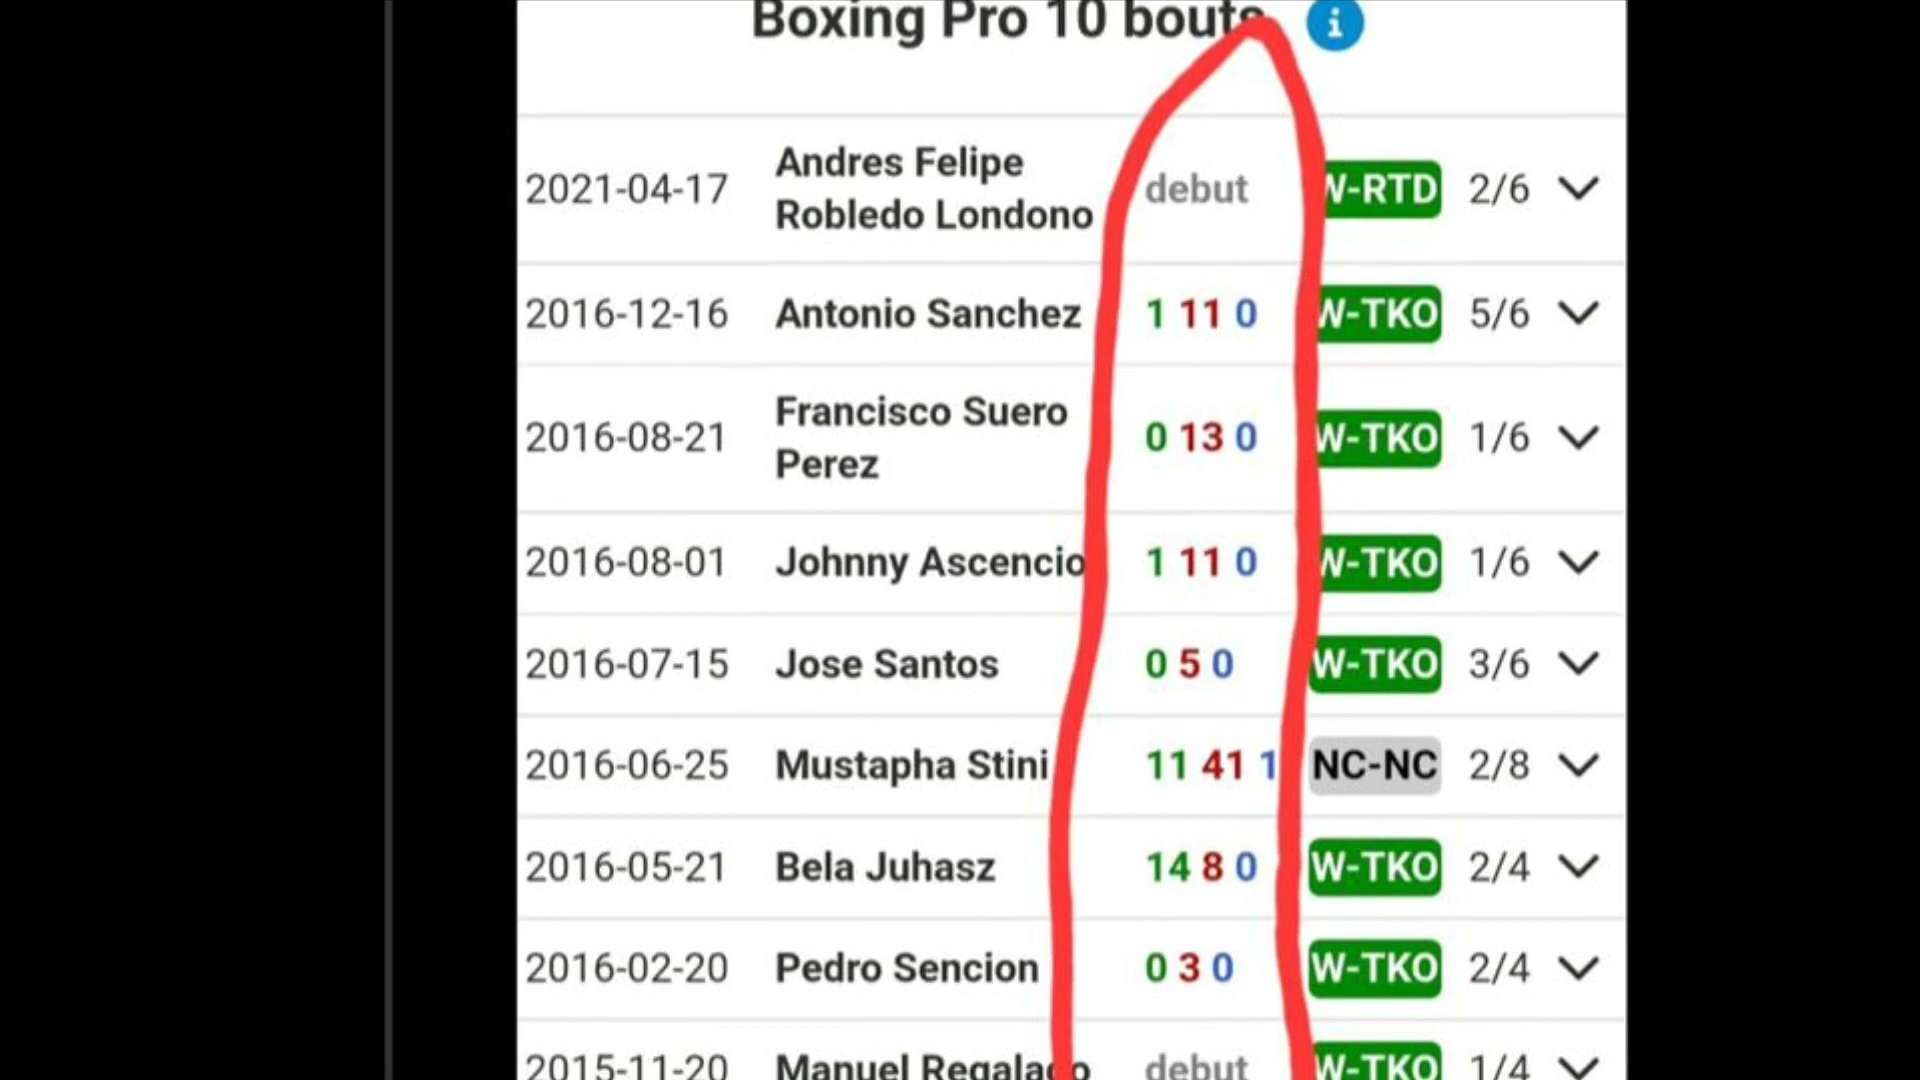 Boxing Pro 10 bouts i
2021-04-17 Andres Felipe Robledo Londono debut W-RTD 2/6
2016-12-16 Antonio Sanchez 1 11 0 W-TKO 5/6
2016-08-21 Francisco Suero Perez 0 13 0 W-TKO 1/6
2016-08-01 Johnny Ascencio 1 11 0 W-TKO 1/6
2016-07-15 Jose Santos 0 5 0 W-TKO 3/6
2016-06-25 Mustapha Stini 11 41 1 NC-NC 2/8
2016-05-21 Bela Juhasz 14 8 0 W-TKO 2/4
2016-02-20 Pedro Sencion 0 3 0 W-TKO 2/4
2015-11-20 Manuel Regalado debut W-TKO 1/4